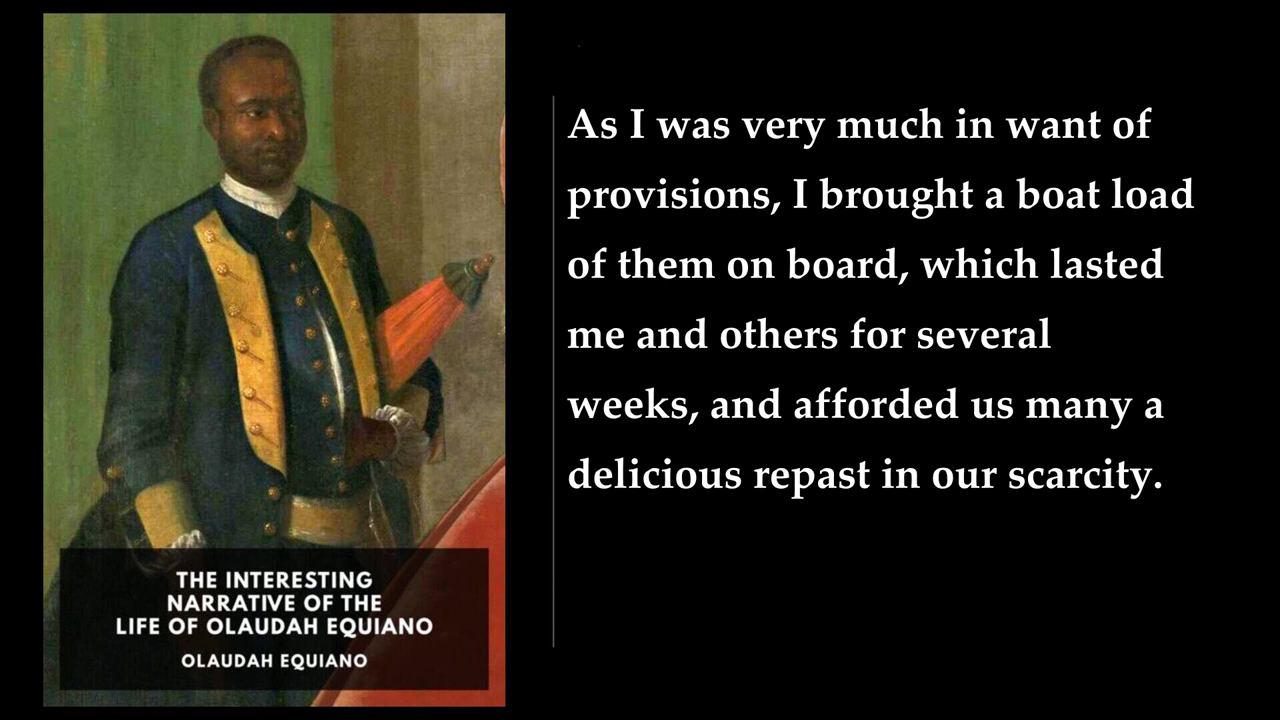 As I was very much in want of
provisions, I brought a boat load
of them on board, which lasted
me and others for several
weeks, and afforded us many a
delicious repast in our scarcity.
THE INTERESTING
NARRATIVE OF THE
LIFE OF OLAUDAH EQUIANO
OLAUDAH EQUIANO